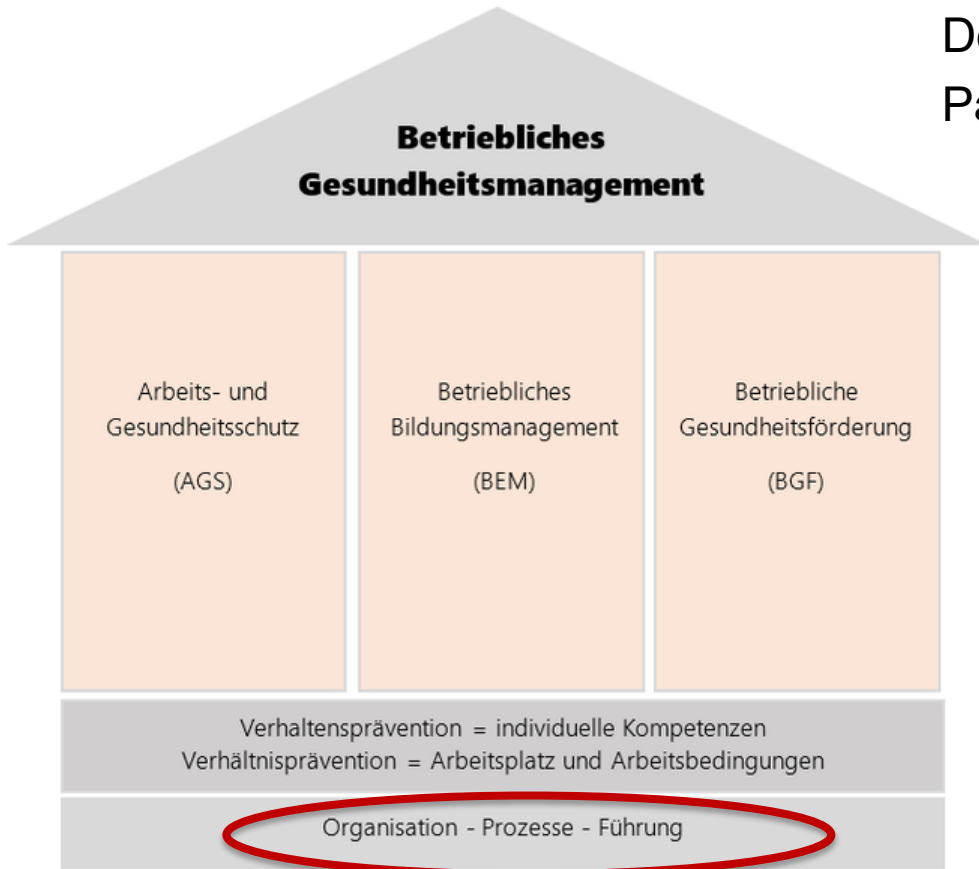 Betriebliches
Gesundheitsmanagement
Arbeits- und
Gesundheitsschutz
(AGS)
Betriebliches
Bildungsmanagement
(BEM)
Betriebliche
Gesundheitsförderung
(BGF)
Verhaltensprävention = individuelle Kompetenzen
Verhältnisprävention = Arbeitsplatz und Arbeitsbedingungen
Organisation - Prozesse - Führung